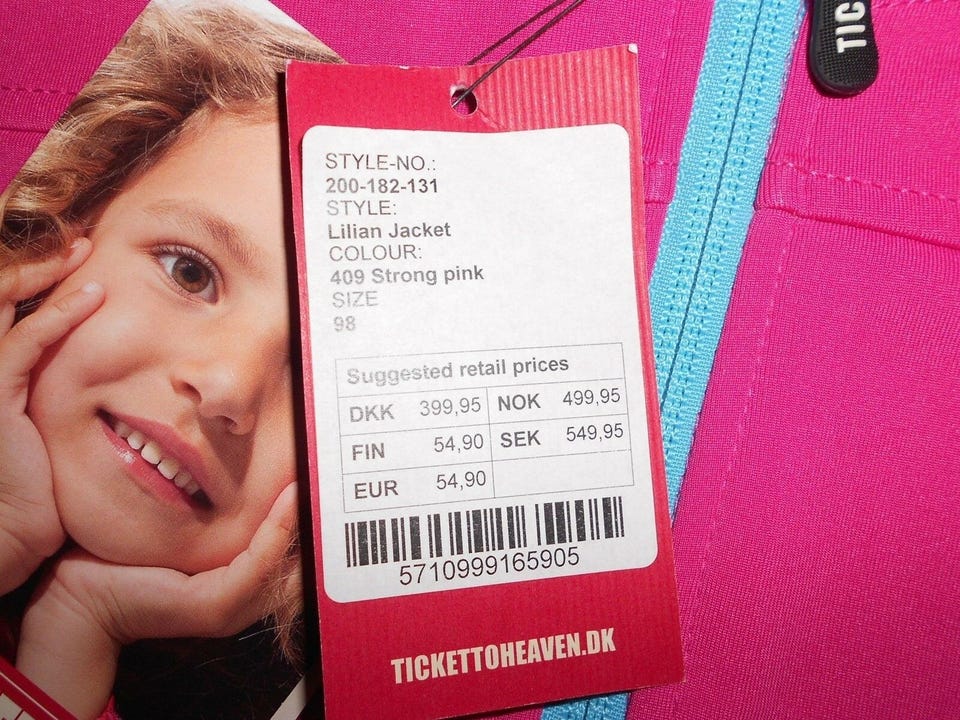 TIC
STYLE-NO.:
200-182-131
STYLE:
Lilian Jacket
COLOUR:
409 Strong pink
SIZE
98
Suggested retail prices
DKK 399,95 NOK 499,95
FIN 54,90 SEK 549,95
EUR 54,90
5710999165905
TICKETTOHEAVEN.DK